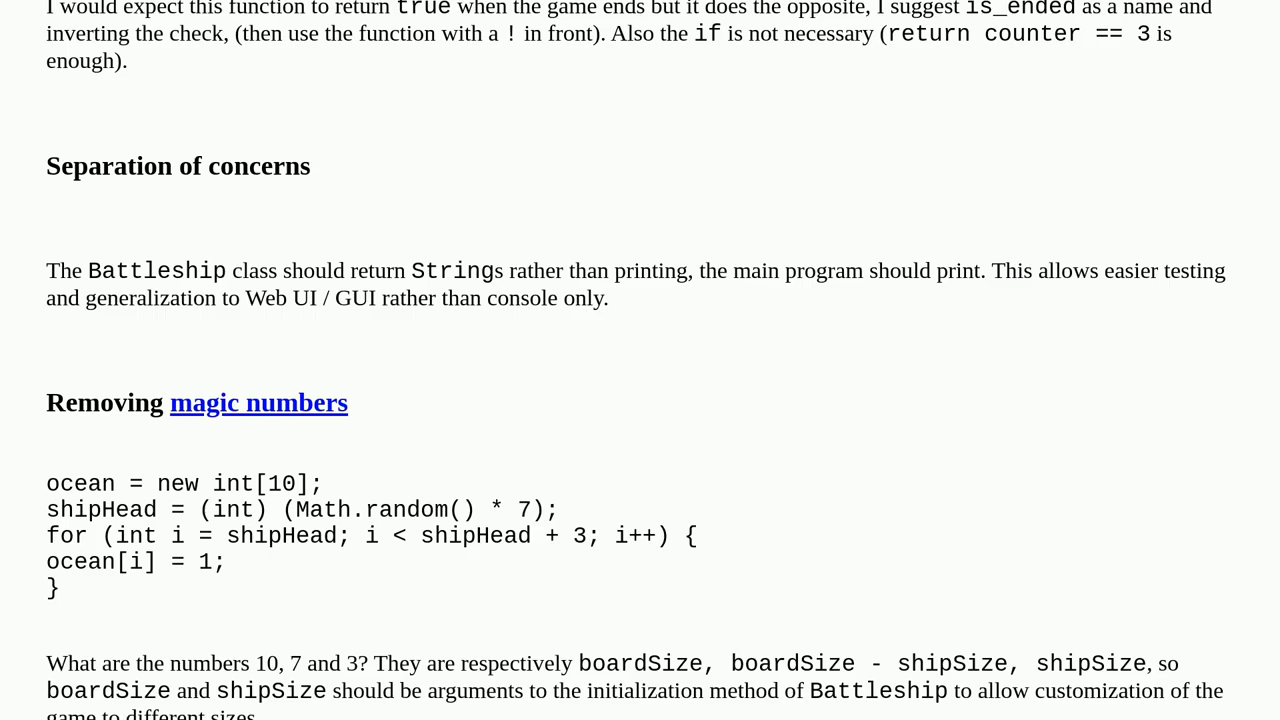 I would expect this function to return true when the game ends but it does the opposite, I suggest is_ended as a name and
inverting the check, (then use the function with a ! in front). Also the if is not necessary (return counter == 3 is
enough).
Separation of concerns
The Battleship class should return Strings rather than printing, the main program should print. This allows easier testing
and generalization to Web UI / GUI rather than console only.
Removing magic numbers
ocean = new int[10];
shipHead = (int) (Math.random() * 7);
for (int i = shipHead; i < shipHead + 3; i++) {
ocean[i] = 1;
}
What are the numbers 10, 7 and 3? They are respectively boardSize, boardSize - shipSize, shipSize, so
boardSize and shipSize should be arguments to the initialization method of Battleship to allow customization of the
game to different sizes.